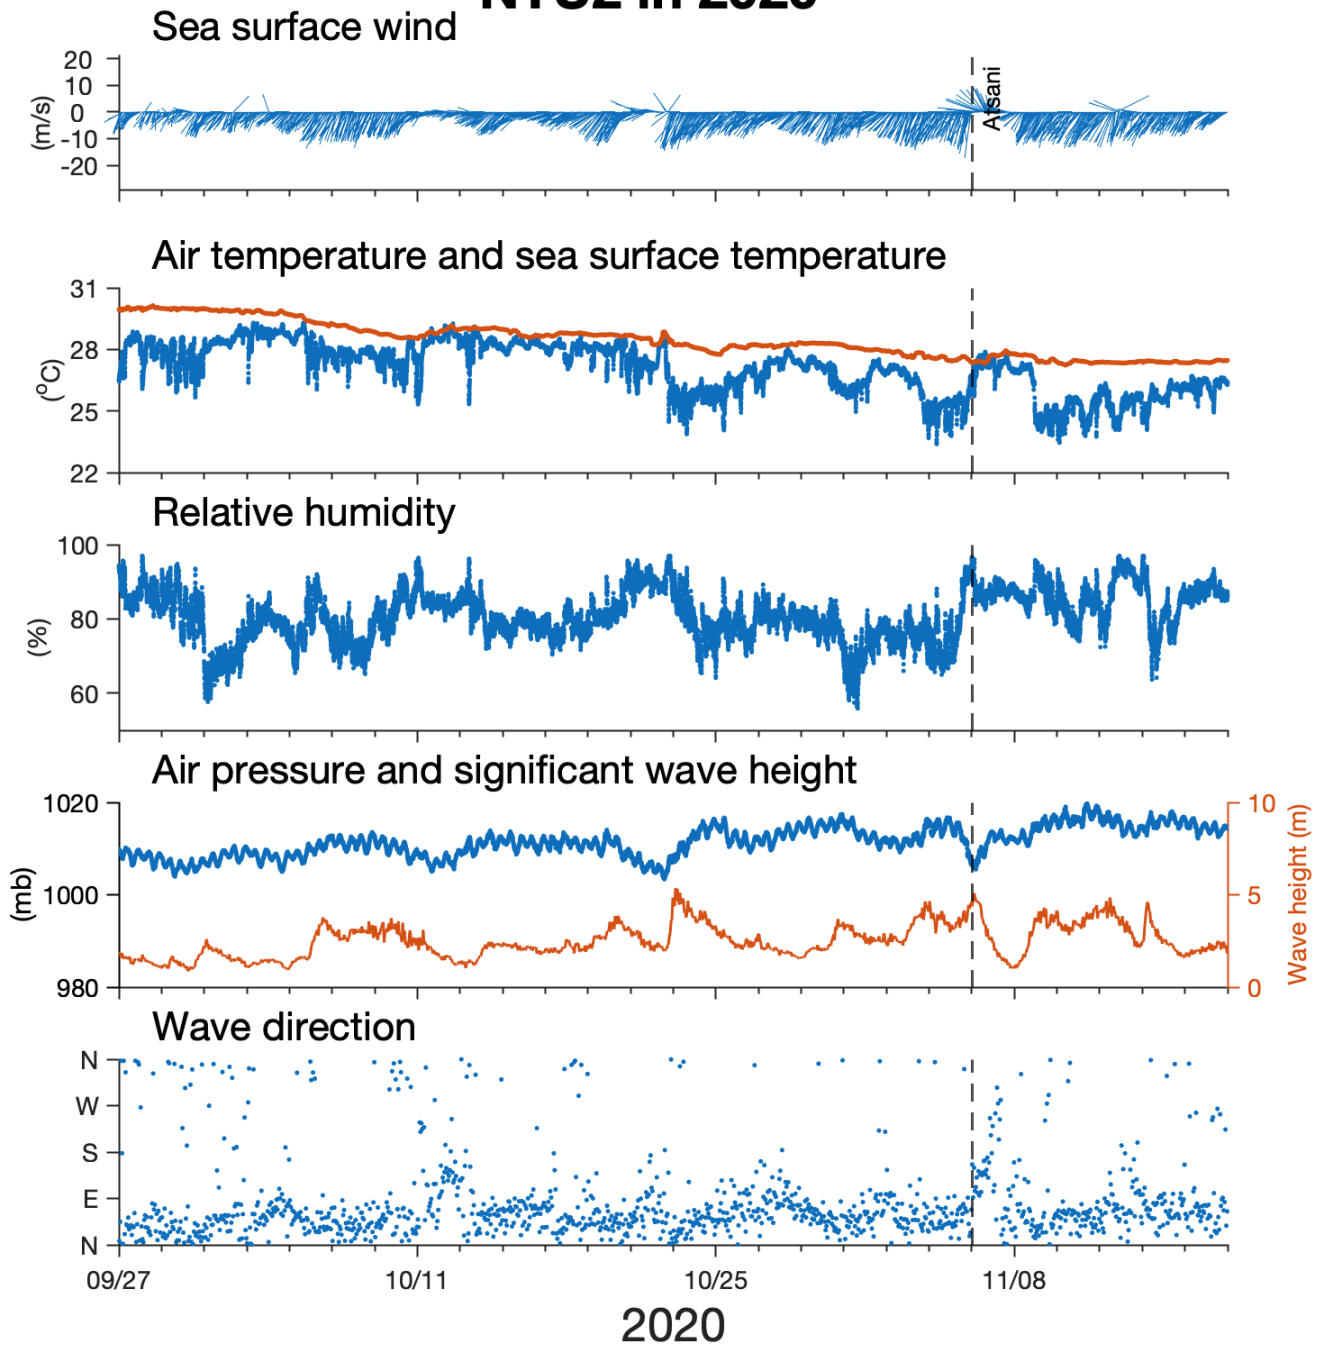 in 2020
Sea surface wind
20
10
0
-10
-20
(m/s)
Atsani
Air temperature and sea surface temperature
31
28
25
22
(°C)
Relative humidity
100
80
60
(%)
Air pressure and significant wave height
1020
1000
980
(mb)
10
5
0
Wave height (m)
Wave direction
N
W
S
E
N
09/27 10/11 10/25 11/08
2020